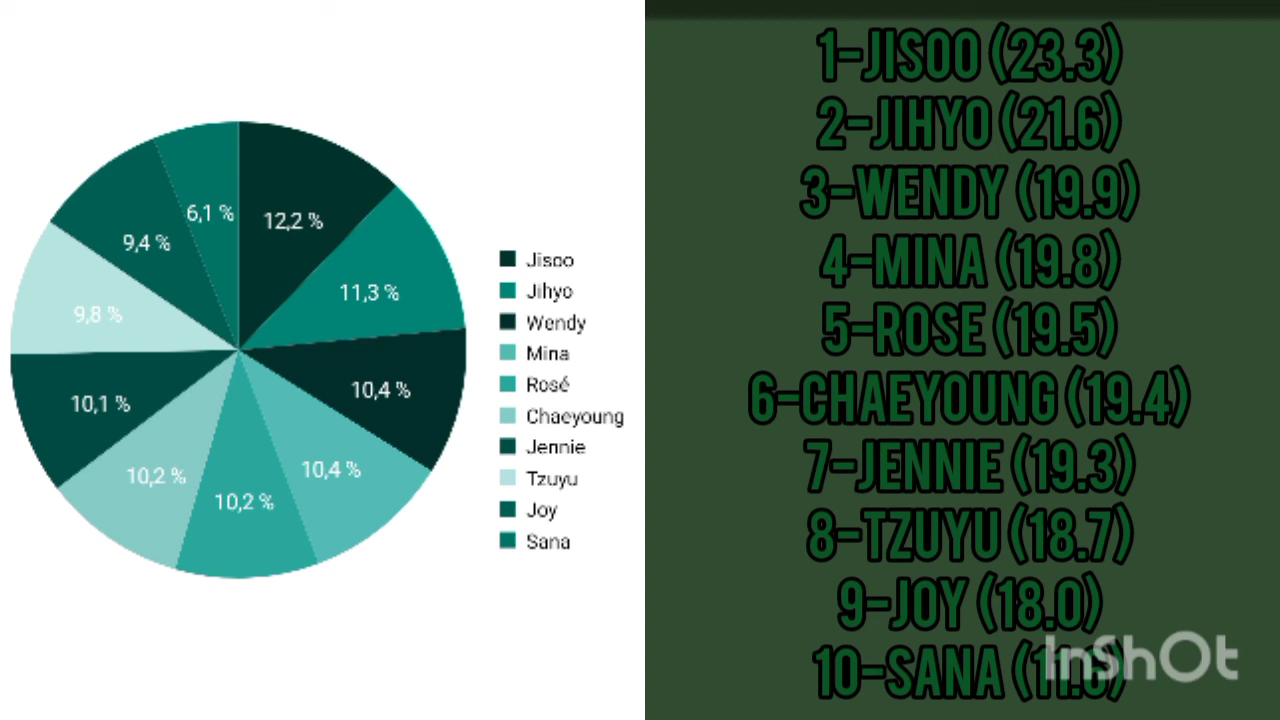 6,1 %
12,2 %
9,4 %
11,3 %
9,8 %
10,4 %
10,1 %
10,2 %
10,4 %
10,2 %
Jisoo
Jihyo
Wendy
Mina
Rosé
Chaeyoung
Jennie
Tzuyu
Joy
Sana
1-JISOO (23.3)
2-JIHYO (21.6)
3-WENDY (19.9)
4-MINA (19.8)
5-ROSE (19.5)
6-CHAEYOUNG (19.4)
7-JENNIE (19.3)
8-TZUYU (18.7)
9-JOY (18.0)
10-SANA
InShOt